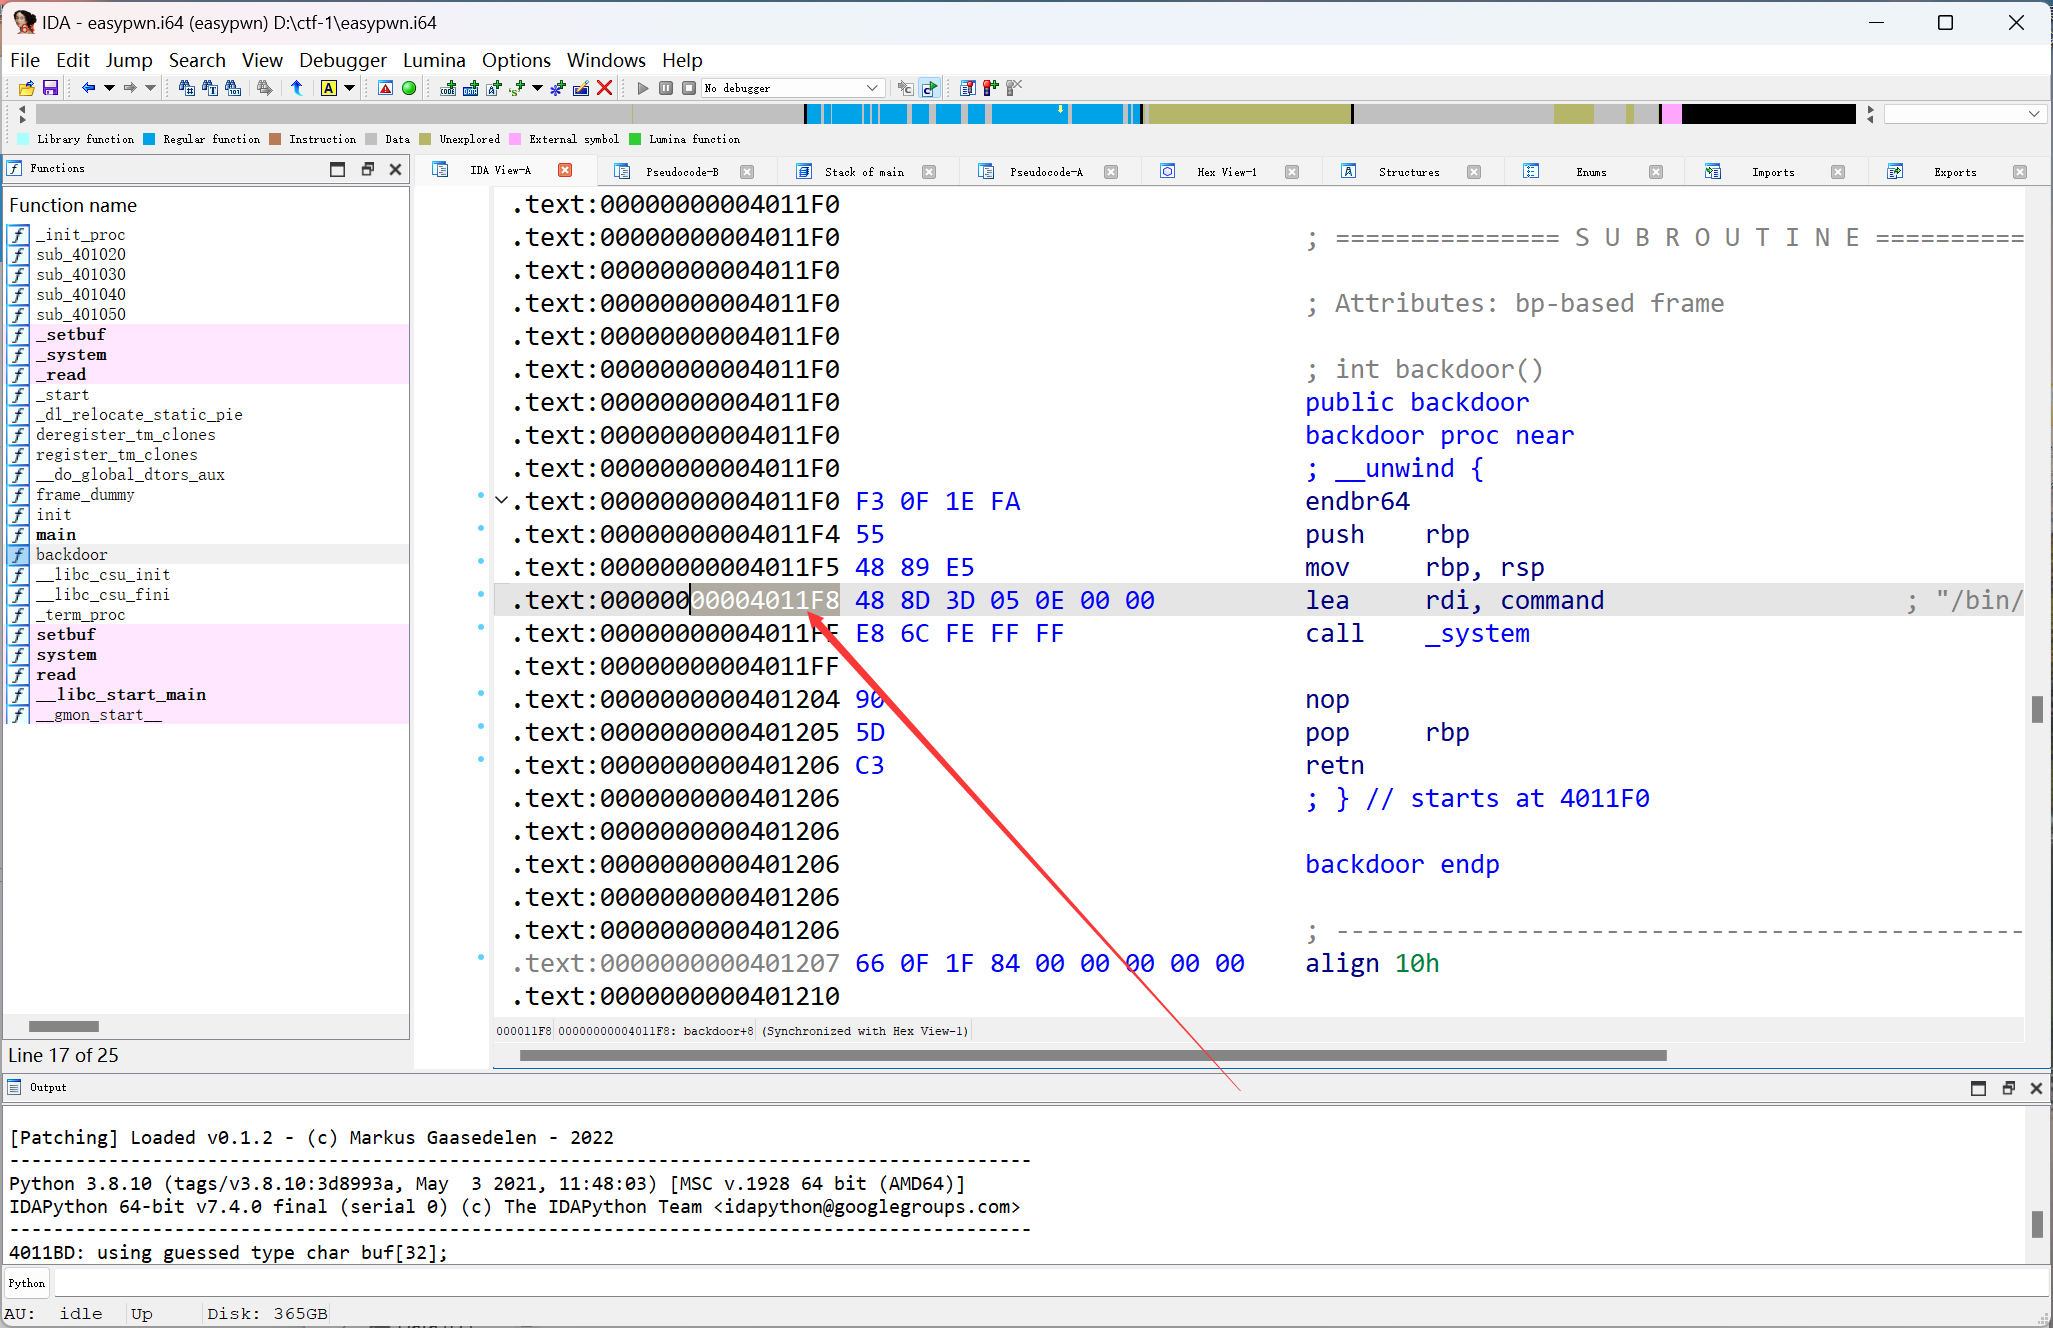 IDA - easypwn.i64 (easypwn) D:\ctf-1\easypwn.i64
File Edit Jump Search View Debugger Lumina Options Windows Help
No debugger
Library function Regular function Instruction Data Unexplored External symbol Lumina function
Functions
IDA View-A Pseudocode-B Stack of main Pseudocode-A Hex View-1 Structures Enums Imports Exports
Function name
_init_proc
sub_401020
sub_401030
sub_401040
sub_401050
_setbuf
_system
_read
_start
_dl_relocate_static_pie
deregister_tm_clones
register_tm_clones
__do_global_dtors_aux
frame_dummy
init
main
backdoor
__libc_csu_init
__libc_csu_fini
_term_proc
setbuf
system
read
__libc_start_main
__gmon_start__
Line 17 of 25
.text:00000000004011F0
.text:00000000004011F0 ; =============== S U B R O U T I N E ==========
.text:00000000004011F0
.text:00000000004011F0 ; Attributes: bp-based frame
.text:00000000004011F0
.text:00000000004011F0 ; int backdoor()
.text:00000000004011F0 public backdoor
.text:00000000004011F0 backdoor proc near
.text:00000000004011F0 ; __unwind {
.text:00000000004011F0 F3 0F 1E FA endbr64
.text:00000000004011F4 55 push rbp
.text:00000000004011F5 48 89 E5 mov rbp, rsp
.text:00000000004011F8 48 8D 3D 05 0E 00 00 lea rdi, command ; "/bin/
.text:00000000004011FF E8 6C FE FF FF call _system
.text:00000000004011FF
.text:0000000000401204 90 nop
.text:0000000000401205 5D pop rbp
.text:0000000000401206 C3 retn
.text:0000000000401206 ; } // starts at 4011F0
.text:0000000000401206
.text:0000000000401206 backdoor endp
.text:0000000000401206
.text:0000000000401206 ; ----------------------------------------------
.text:0000000000401207 66 0F 1F 84 00 00 00 00 00 align 10h
.text:0000000000401210
000011F8 00000000004011F8: backdoor+8 (Synchronized with Hex View-1)
Output
[Patching] Loaded v0.1.2 - (c) Markus Gaasedelen - 2022
---------------------------------------------------------------------------------------------
Python 3.8.10 (tags/v3.8.10:3d8993a, May  3 2021, 11:48:03) [MSC v.1928 64 bit (AMD64)]
IDAPython 64-bit v7.4.0 final (serial 0) (c) The IDAPython Team <idapython@googlegroups.com>
---------------------------------------------------------------------------------------------
4011BD: using guessed type char buf[32];
Python
AU: idle Up Disk: 365GB